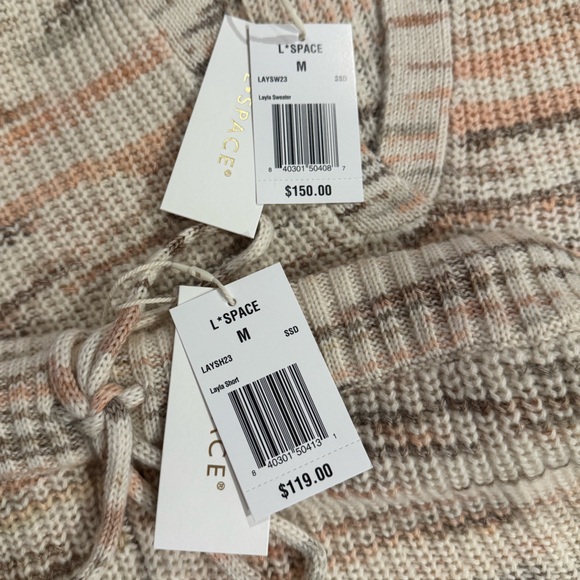 L*SPACE
M
LAYSW23 SSD
Layla Sweater
8 40301 50408 7
$150.00
L*SPACE®
L*SPACE
M
LAYSH23 SSD
Layla Short
8 40301 50413 1
$119.00
CE®